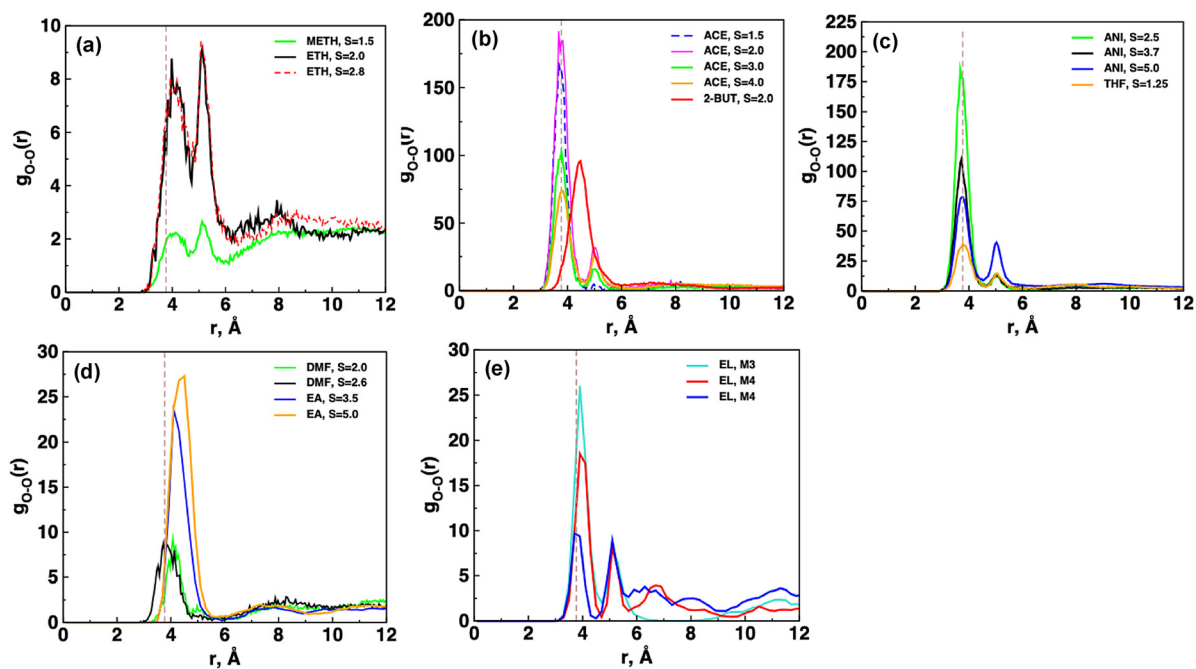 (a)
METH, S=1.5
ETH, S=2.0
ETH, S=2.8
10
8
6
4
2
0
0 2 4 6 8 10 12
gO-O(r)
r, Å
(b)
ACE, S=1.5
ACE, S=2.0
ACE, S=3.0
ACE, S=4.0
2-BUT, S=2.0
200
150
100
50
0
0 2 4 6 8 10 12
gO-O(r)
r, Å
(c)
ANI, S=2.5
ANI, S=3.7
ANI, S=5.0
THF, S=1.25
225
200
175
150
125
100
75
50
25
0
0 2 4 6 8 10 12
gO-O(r)
r, Å
(d)
DMF, S=2.0
DMF, S=2.6
EA, S=3.5
EA, S=5.0
30
25
20
15
10
5
0
0 2 4 6 8 10 12
gO-O(r)
r, Å
(e)
EL, M3
EL, M4
EL, M4
30
25
20
15
10
5
0
0 2 4 6 8 10 12
gO-O(r)
r, Å